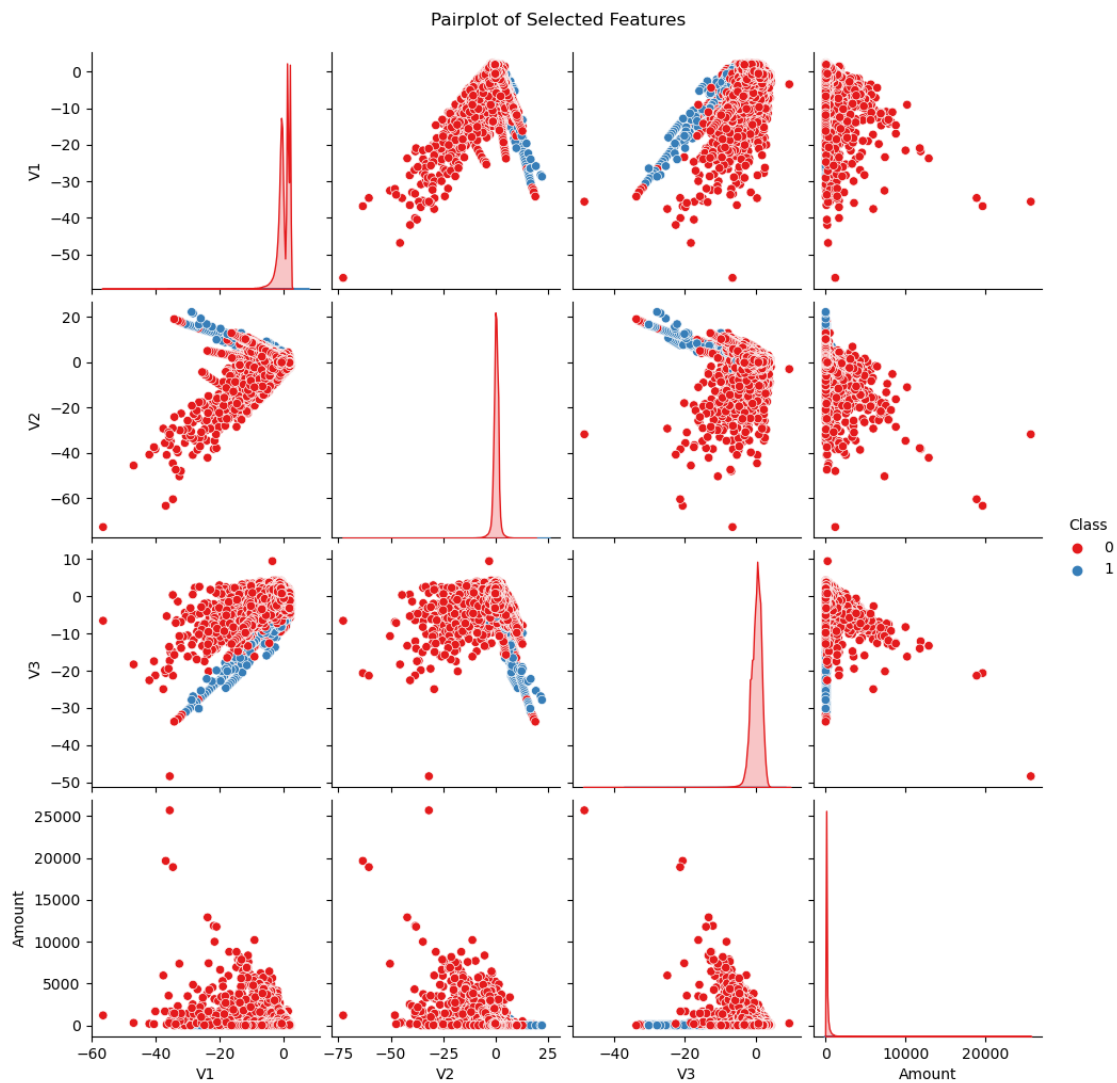 Pairplot of Selected Features
0
−10
−20
−30
−40
−50
V1
20
0
−20
−40
−60
V2
Class
0
1
10
0
−10
−20
−30
−40
−50
V3
25000
20000
15000
10000
5000
0
Amount
−60 −40 −20 0
−75 −50 −25 0 25
−40 −20 0
0 10000 20000
V1 V2 V3 Amount